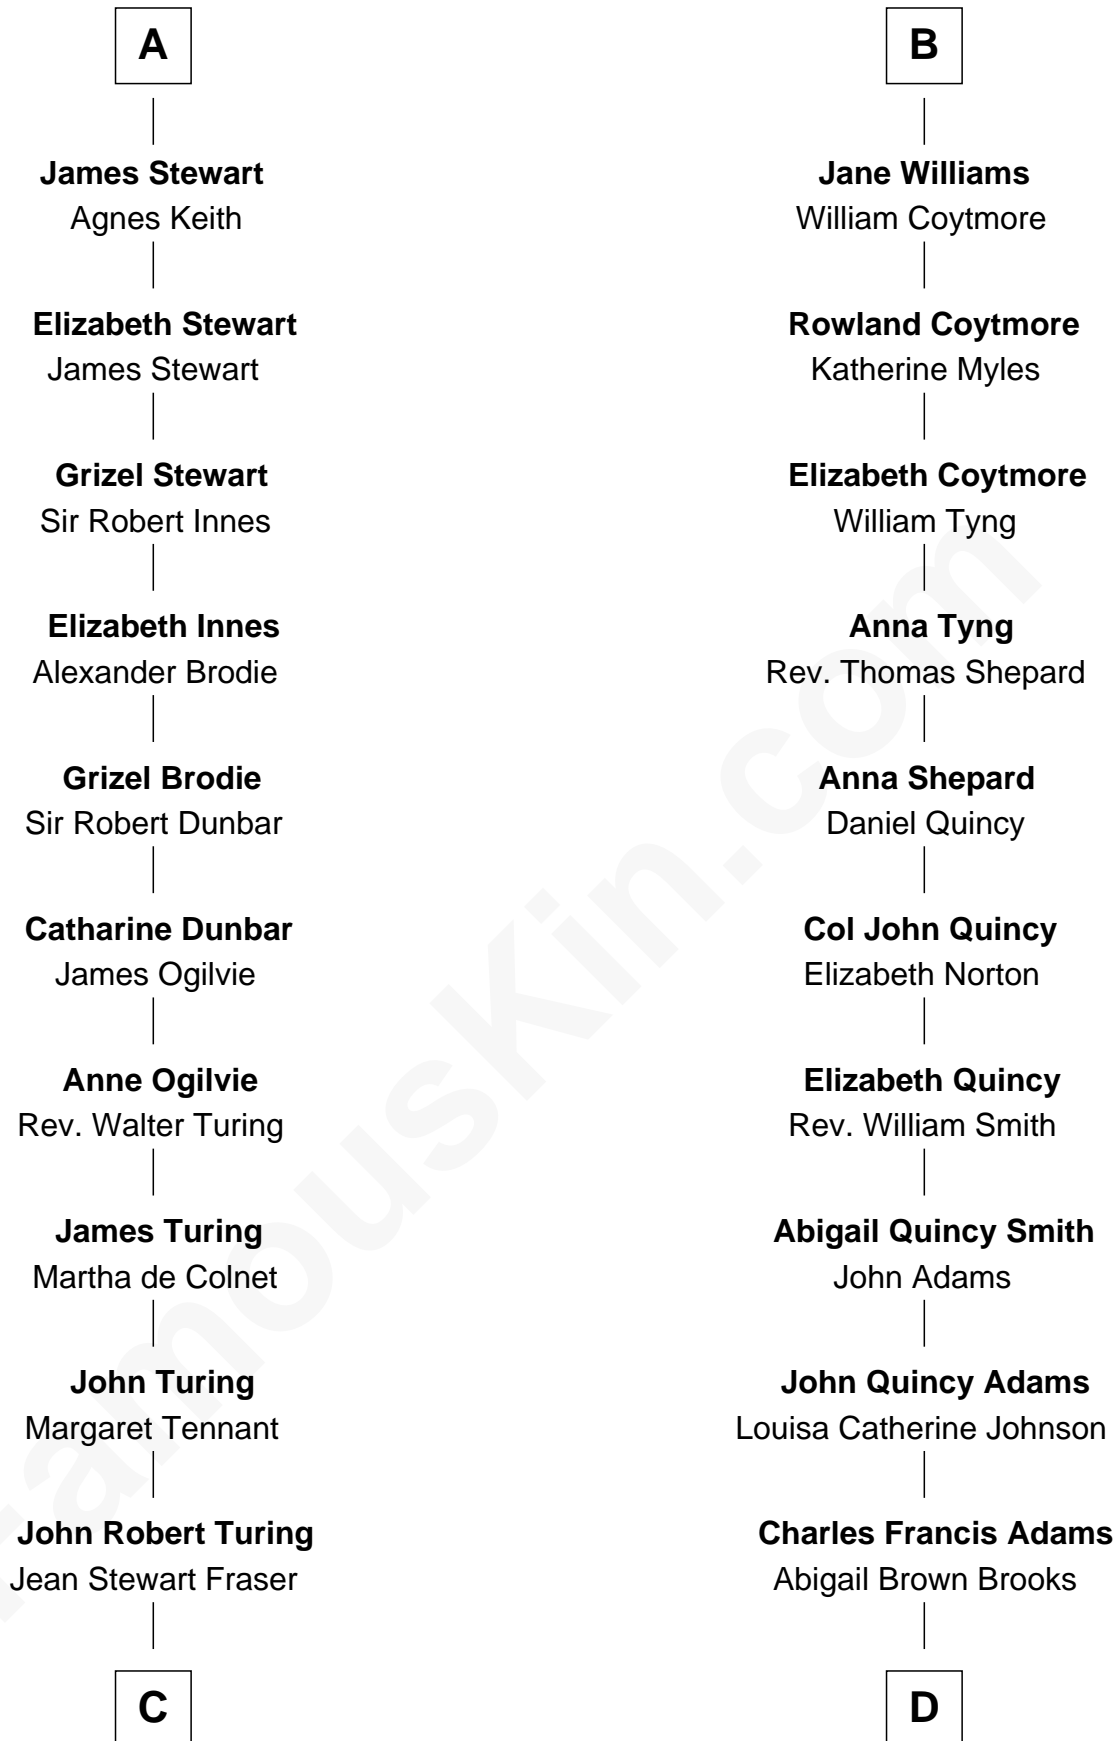 A
James Stewart
Agnes Keith
Elizabeth Stewart
James Stewart
Grizel Stewart
Sir Robert Innes
Elizabeth Innes
Alexander Brodie
Grizel Brodie
Sir Robert Dunbar
Catharine Dunbar
James Ogilvie
Anne Ogilvie
Rev. Walter Turing
James Turing
Martha de Colnet
John Turing
Margaret Tennant
John Robert Turing
Jean Stewart Fraser
C
B
Jane Williams
William Coytmore
Rowland Coytmore
Katherine Myles
Elizabeth Coytmore
William Tyng
Anna Tyng
Rev. Thomas Shepard
Anna Shepard
Daniel Quincy
Col John Quincy
Elizabeth Norton
Elizabeth Quincy
Rev. William Smith
Abigail Quincy Smith
John Adams
John Quincy Adams
Louisa Catherine Johnson
Charles Francis Adams
Abigail Brown Brooks
D
FamousKin.com